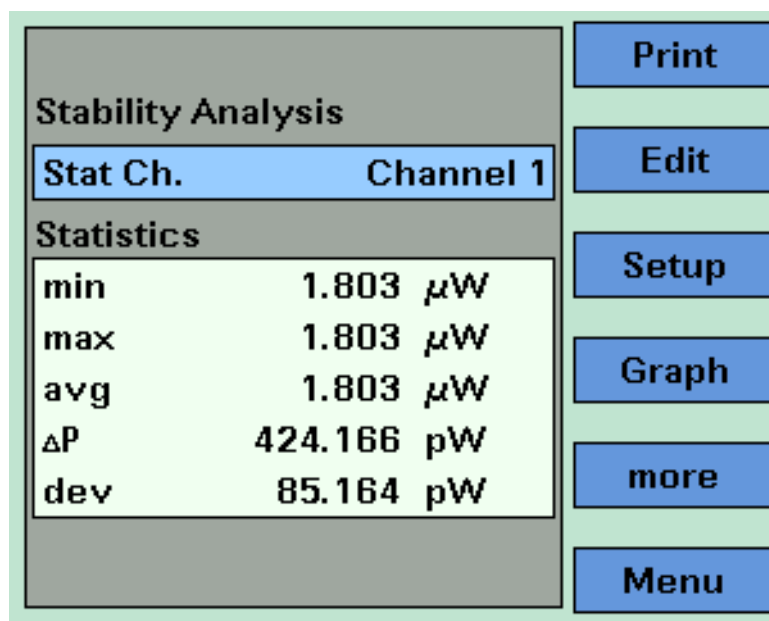 Stability Analysis
Stat Ch. Channel 1
Statistics
min 1.803 μW
max 1.803 μW
avg 1.803 μW
△P 424.166 pW
dev 85.164 pW
Print
Edit
Setup
Graph
more
Menu